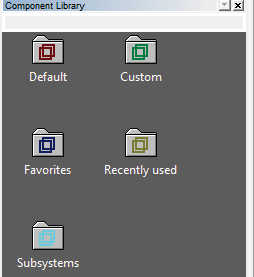 Component Library
Default
Custom
Favorites
Recently used
Subsystems